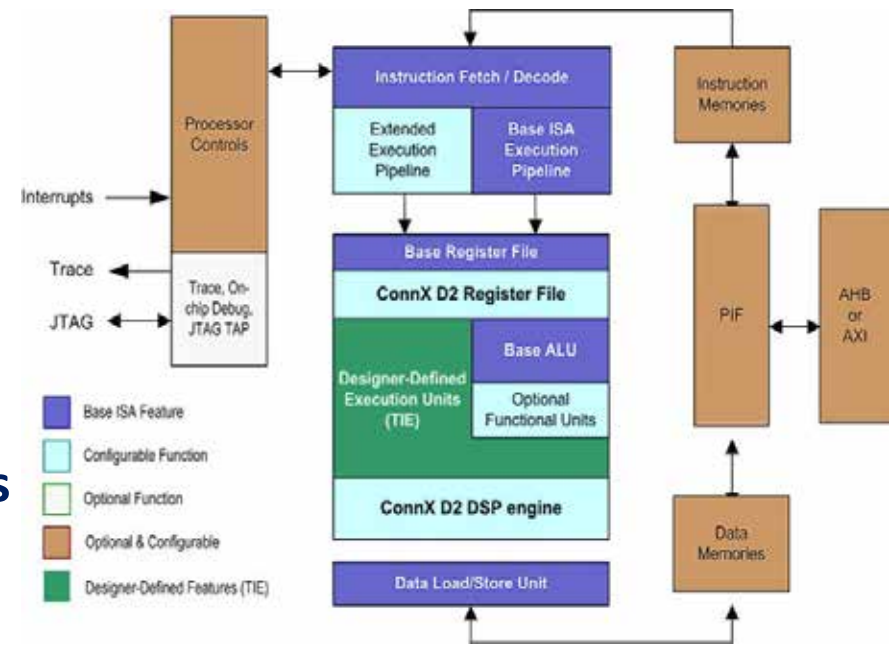 Processor
Controls
Interrupts
Trace
JTAG
Trace, On-
chip Debug,
JTAG TAP
Instruction Fetch / Decode
Extended
Execution
Pipeline
Base ISA
Execution
Pipeline
Base Register File
ConnX D2 Register File
Designer-Defined
Execution Units
(TIE)
Base ALU
Optional
Functional Units
ConnX D2 DSP engine
Data Load/Store Unit
Instruction
Memories
PIF
AHB
or
AXI
Data
Memories
Base ISA Feature
Configurable Function
Optional Function
Optional & Configurable
Designer-Defined Features (TIE)
s